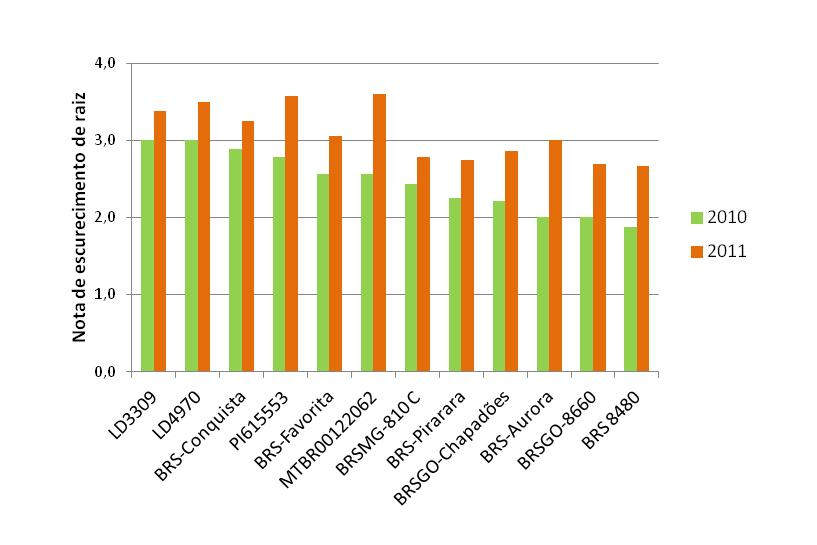 4,0
3,0
2,0
1,0
0,0
Nota de escurecimento de raiz
LD3309
LD4970
BRS-Conquista
PI615553
BRS-Favorita
MTBR00122062
BRSMG-810C
BRS-Pirarara
BRSGO-Chapadões
BRS-Aurora
BRSGO-8660
BRS 8480
2010
2011